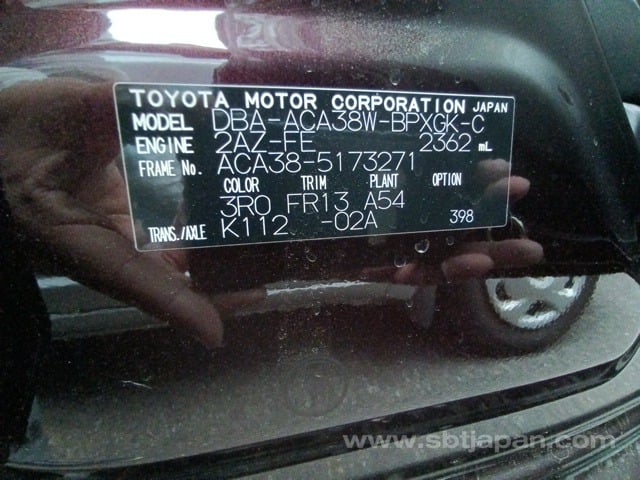 TOYOTA MOTOR CORPORATION JAPAN
MODEL DBA-ACA38W-BPXGK-C
ENGINE 2AZ-FE 2362 mL
FRAME No. ACA38-5173271
COLOR TRIM PLANT OPTION
3R0 FR13 A54
TRANS./AXLE K112 -02A 398
www.sbtjapan.com